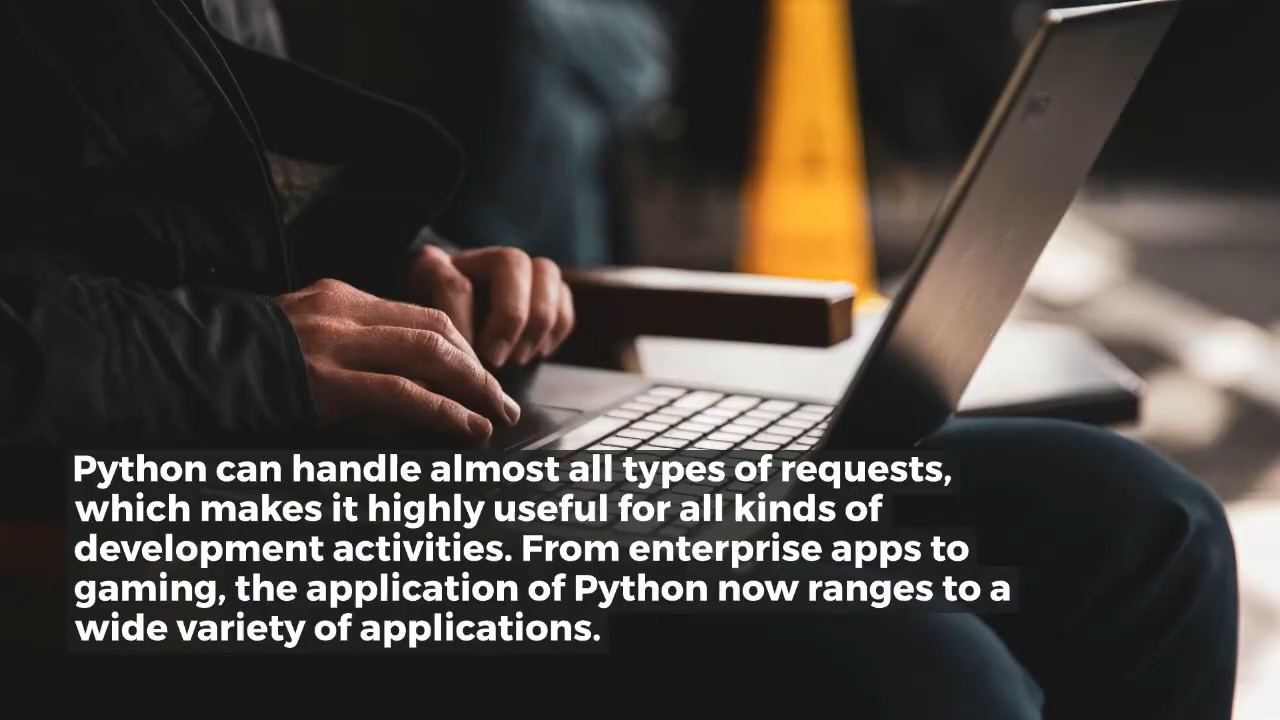 Python can handle almost all types of requests,
which makes it highly useful for all kinds of
development activities. From enterprise apps to
gaming, the application of Python now ranges to a
wide variety of applications.